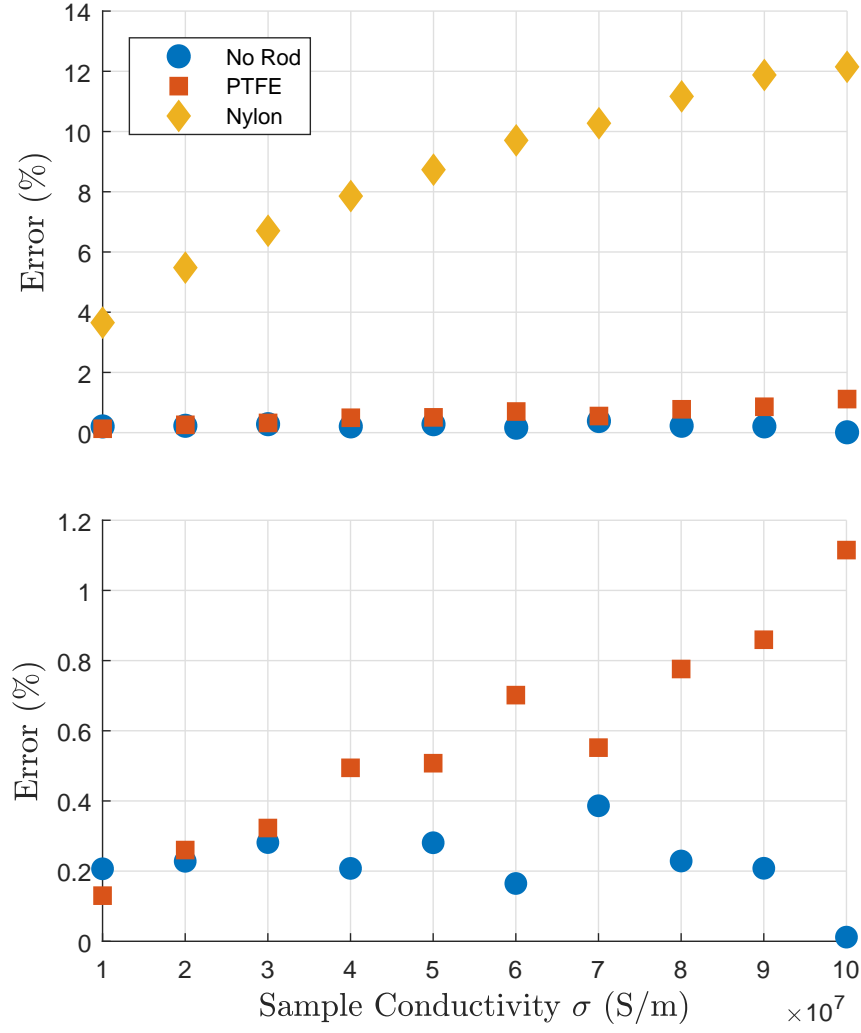 14
12
10
8
6
4
2
0
Error (%)
No Rod
PTFE
Nylon
1.2
1
0.8
0.6
0.4
0.2
0
Error (%)
1 2 3 4 5 6 7 8 9 10
Sample Conductivity σ (S/m)
×10⁷